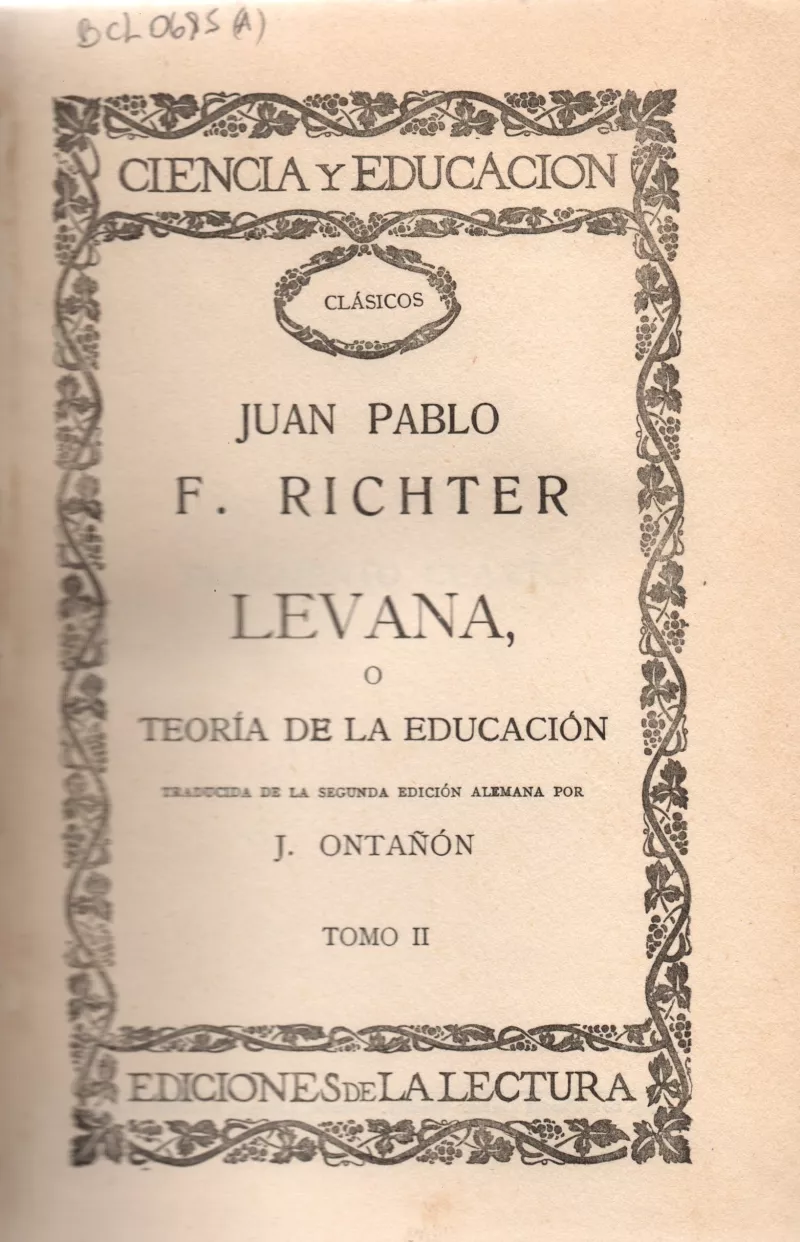 BCL 0685 (A)
CIENCIA Y EDUCACION
CLÁSICOS
JUAN PABLO
F. RICHTER
LEVANA,
O
TEORÍA DE LA EDUCACIÓN
TRADUCIDA DE LA SEGUNDA EDICIÓN ALEMANA POR
J. ONTAÑÓN
TOMO II
EDICIONES DE LA LECTURA